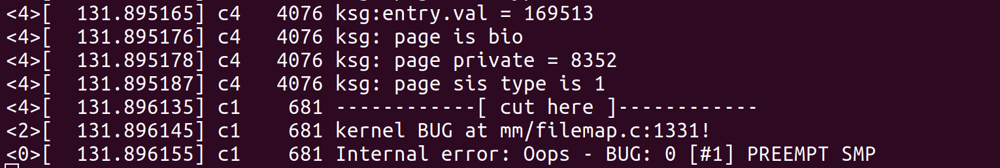 <4>[  131.895165] c4   4076 ksg:entry.val = 169513
<4>[  131.895176] c4   4076 ksg: page is bio
<4>[  131.895178] c4   4076 ksg: page private = 8352
<4>[  131.895187] c4   4076 ksg: page sis type is 1
<4>[  131.896135] c1    681 ------------[ cut here ]------------
<2>[  131.896145] c1    681 kernel BUG at mm/filemap.c:1331!
<0>[  131.896155] c1    681 Internal error: Oops - BUG: 0 [#1] PREEMPT SMP